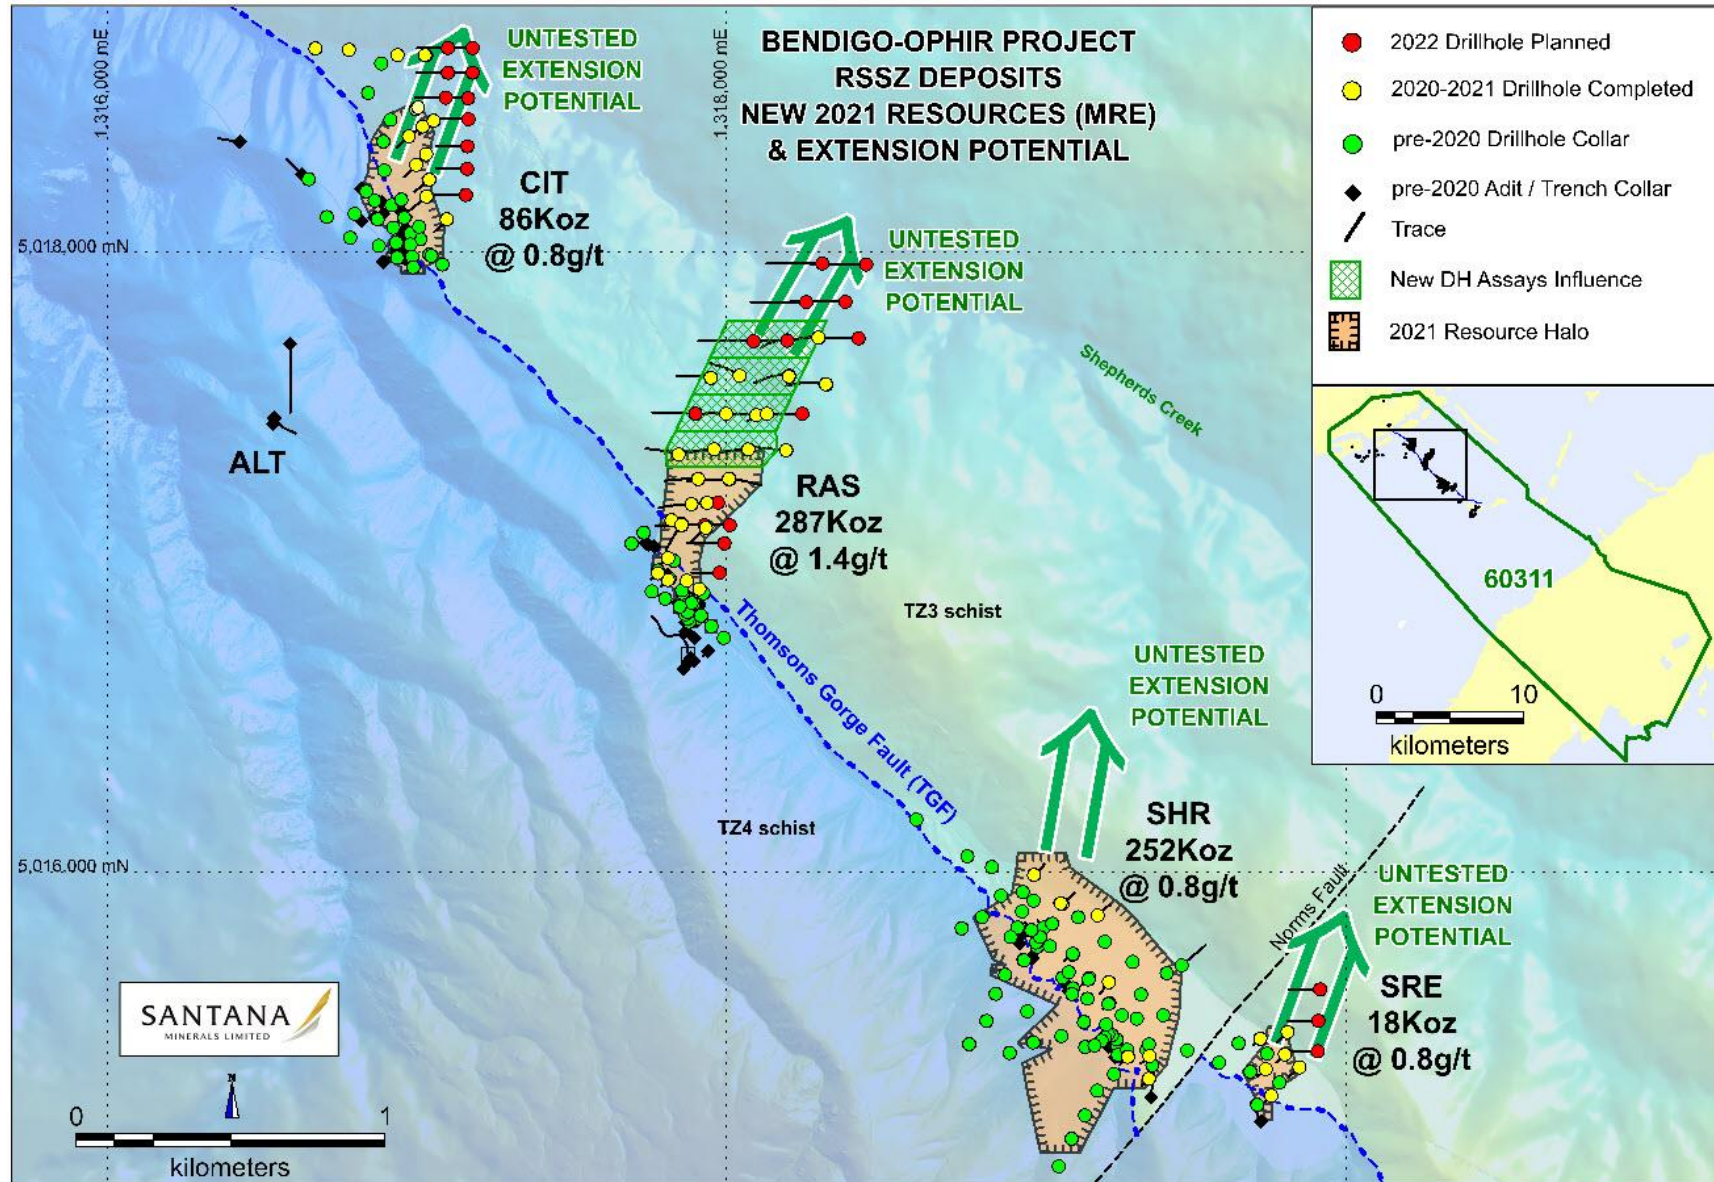 BENDIGO-OPHIR PROJECT
RSSZ DEPOSITS
NEW 2021 RESOURCES (MRE)
& EXTENSION POTENTIAL
1,316,000 mE
1,318,000 mE
5,018,000 mN
5,016,000 mN
UNTESTED
EXTENSION
POTENTIAL
CIT
86Koz
@ 0.8g/t
UNTESTED
EXTENSION
POTENTIAL
Shepherds Creek
ALT
RAS
287Koz
@ 1.4g/t
Thomsons Gorge Fault (TGF)
TZ3 schist
TZ4 schist
UNTESTED
EXTENSION
POTENTIAL
SHR
252Koz
@ 0.8g/t
Norms Fault
UNTESTED
EXTENSION
POTENTIAL
SRE
18Koz
@ 0.8g/t
SANTANA
MINERALS LIMITED
N
0 1
kilometers
2022 Drillhole Planned
2020-2021 Drillhole Completed
pre-2020 Drillhole Collar
pre-2020 Adit / Trench Collar
Trace
New DH Assays Influence
2021 Resource Halo
60311
0 10
kilometers